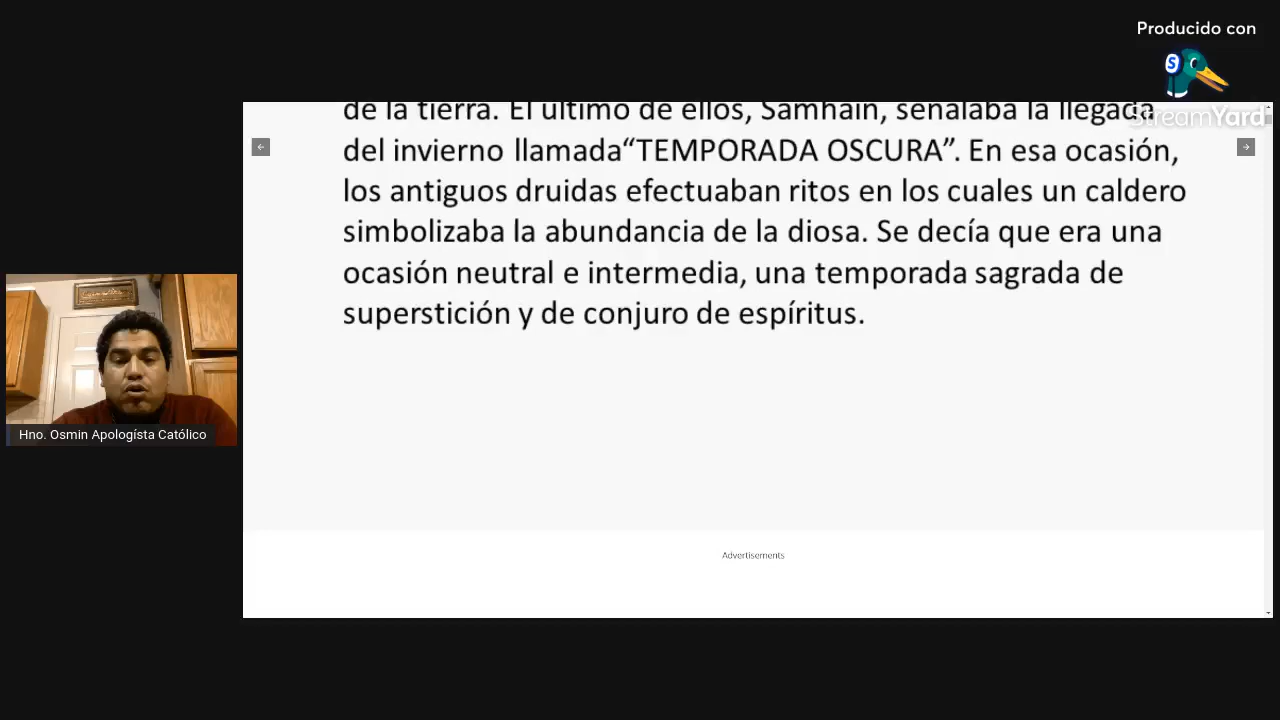 Producido con
StreamYard
de la tierra. El último de ellos, Samhain, señalaba la llegada
del invierno llamada“TEMPORADA OSCURA”. En esa ocasión,
los antiguos druidas efectuaban ritos en los cuales un caldero
simbolizaba la abundancia de la diosa. Se decía que era una
ocasión neutral e intermedia, una temporada sagrada de
superstición y de conjuro de espíritus.
Hno. Osmin Apologísta Católico
Advertisements